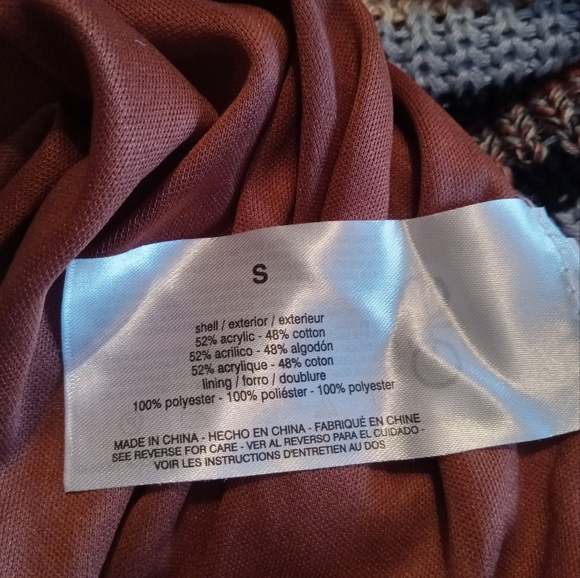 S
shell / exterior / exterieur
52% acrylic - 48% cotton
52% acrilico - 48% algodón
52% acrylique - 48% coton
lining / forro / doublure
100% polyester - 100% poliéster - 100% polyester
MADE IN CHINA - HECHO EN CHINA - FABRIQUÉ EN CHINE
SEE REVERSE FOR CARE - VER AL REVERSO PARA EL CUIDADO -
VOIR LES INSTRUCTIONS D'ENTRETIEN AU DOS